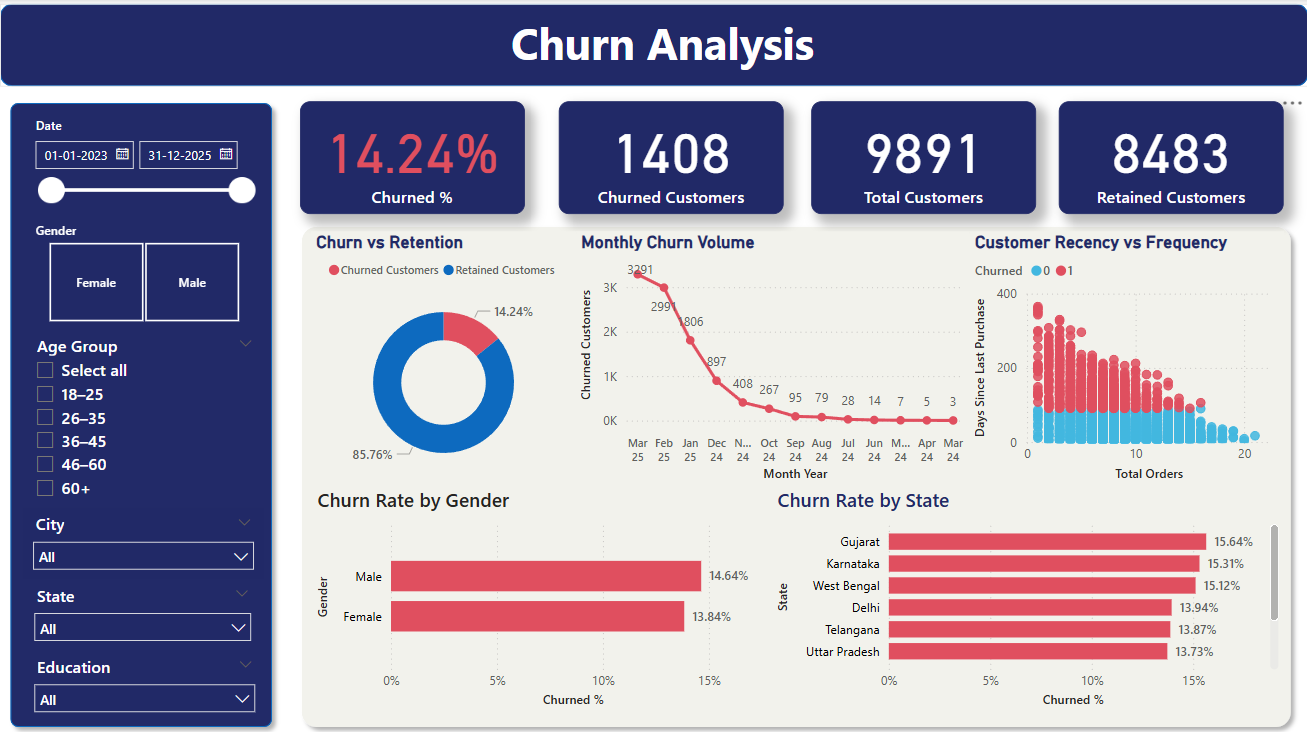 Churn Analysis
Date
01-01-2023 31-12-2025
Gender
Female Male
Age Group
Select all
18–25
26–35
36–45
46–60
60+
City
All
State
All
Education
All
14.24%
Churned %
1408
Churned Customers
9891
Total Customers
8483
Retained Customers
Churn vs Retention
Churned Customers Retained Customers
14.24%
85.76%
Monthly Churn Volume
Churned Customers
3K
2K
1K
0K
3291 2991 1806 897 408 267 95 79 28 14 7 5 3
Mar Feb Jan Dec N... Oct Sep Aug Jul Jun M... Apr Mar
25 25 25 24 24 24 24 24 24 24 24 24 24
Month Year
Customer Recency vs Frequency
Churned 0 1
Days Since Last Purchase
400
200
0
0 10 20
Total Orders
Churn Rate by Gender
Gender
Male 14.64%
Female 13.84%
0% 5% 10% 15%
Churned %
Churn Rate by State
State
Gujarat 15.64%
Karnataka 15.31%
West Bengal 15.12%
Delhi 13.94%
Telangana 13.87%
Uttar Pradesh 13.73%
0% 5% 10% 15%
Churned %